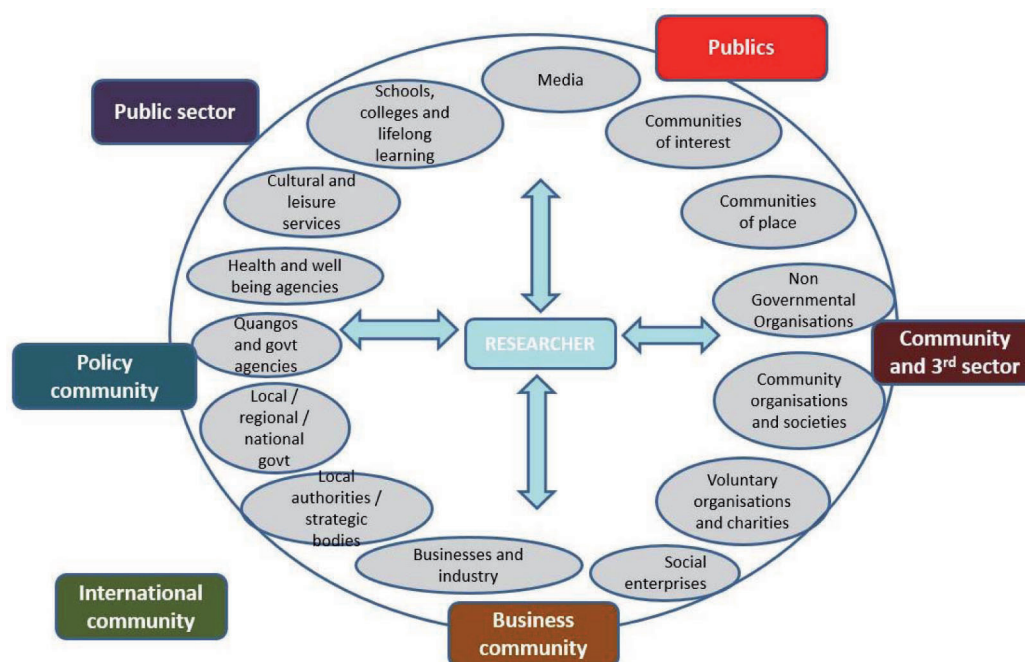 Publics
Public sector
Media
Schools,
colleges and
lifelong
learning
Communities
of interest
Cultural and
leisure
services
Communities
of place
Health and well
being agencies
Non
Governmental
Organisations
Quangos
and govt
agencies
RESEARCHER
Policy
community
Community
and 3rd sector
Local /
regional /
national
govt
Community
organisations
and societies
Local
authorities /
strategic
bodies
Voluntary
organisations
and charities
Businesses and
industry
Social
enterprises
International
community
Business
community